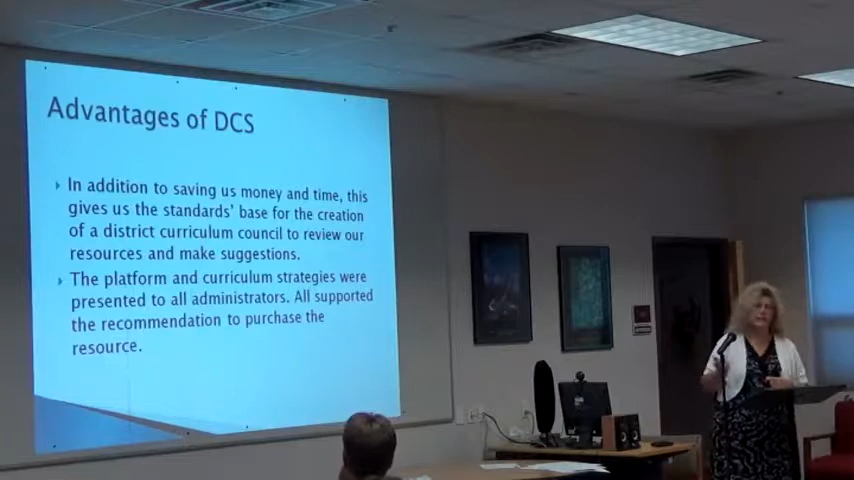 Advantages of DCS
In addition to saving us money and time, this
gives us the standards' base for the creation
of a district curriculum council to review our
resources and make suggestions.
The platform and curriculum strategies were
presented to all administrators. All supported
the recommendation to purchase the
resource.